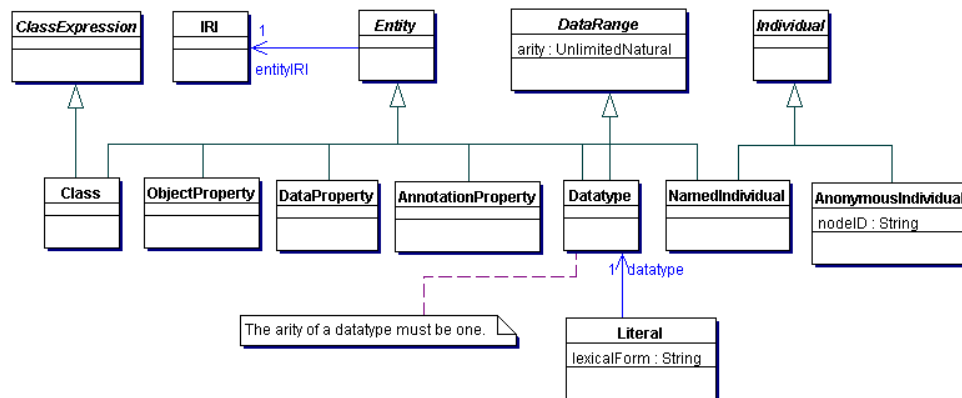 ClassExpression
IRI
1
entityIRI
Entity
DataRange
arity : UnlimitedNatural
Individual
Class
ObjectProperty
DataProperty
AnnotationProperty
Datatype
NamedIndividual
AnonymousIndividual
nodeID : String
1 datatype
The arity of a datatype must be one.
Literal
lexicalForm : String